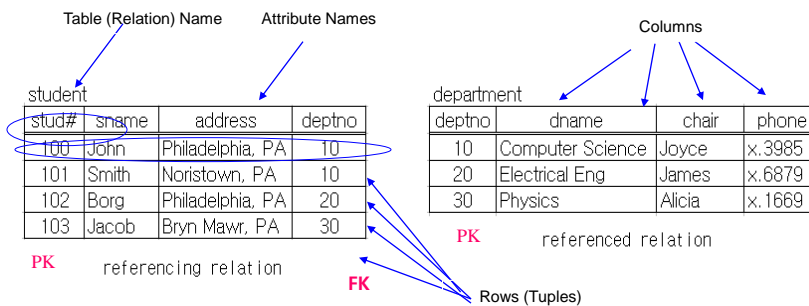 Table (Relation) Name
Attribute Names
Columns
student
stud# sname address deptno
100 John Philadelphia, PA 10
101 Smith Noristown, PA 10
102 Borg Philadelphia, PA 20
103 Jacob Bryn Mawr, PA 30
PK
referencing relation
FK
department
deptno dname chair phone
10 Computer Science Joyce x.3985
20 Electrical Eng James x.6879
30 Physics Alicia x.1669
PK
referenced relation
Rows (Tuples)